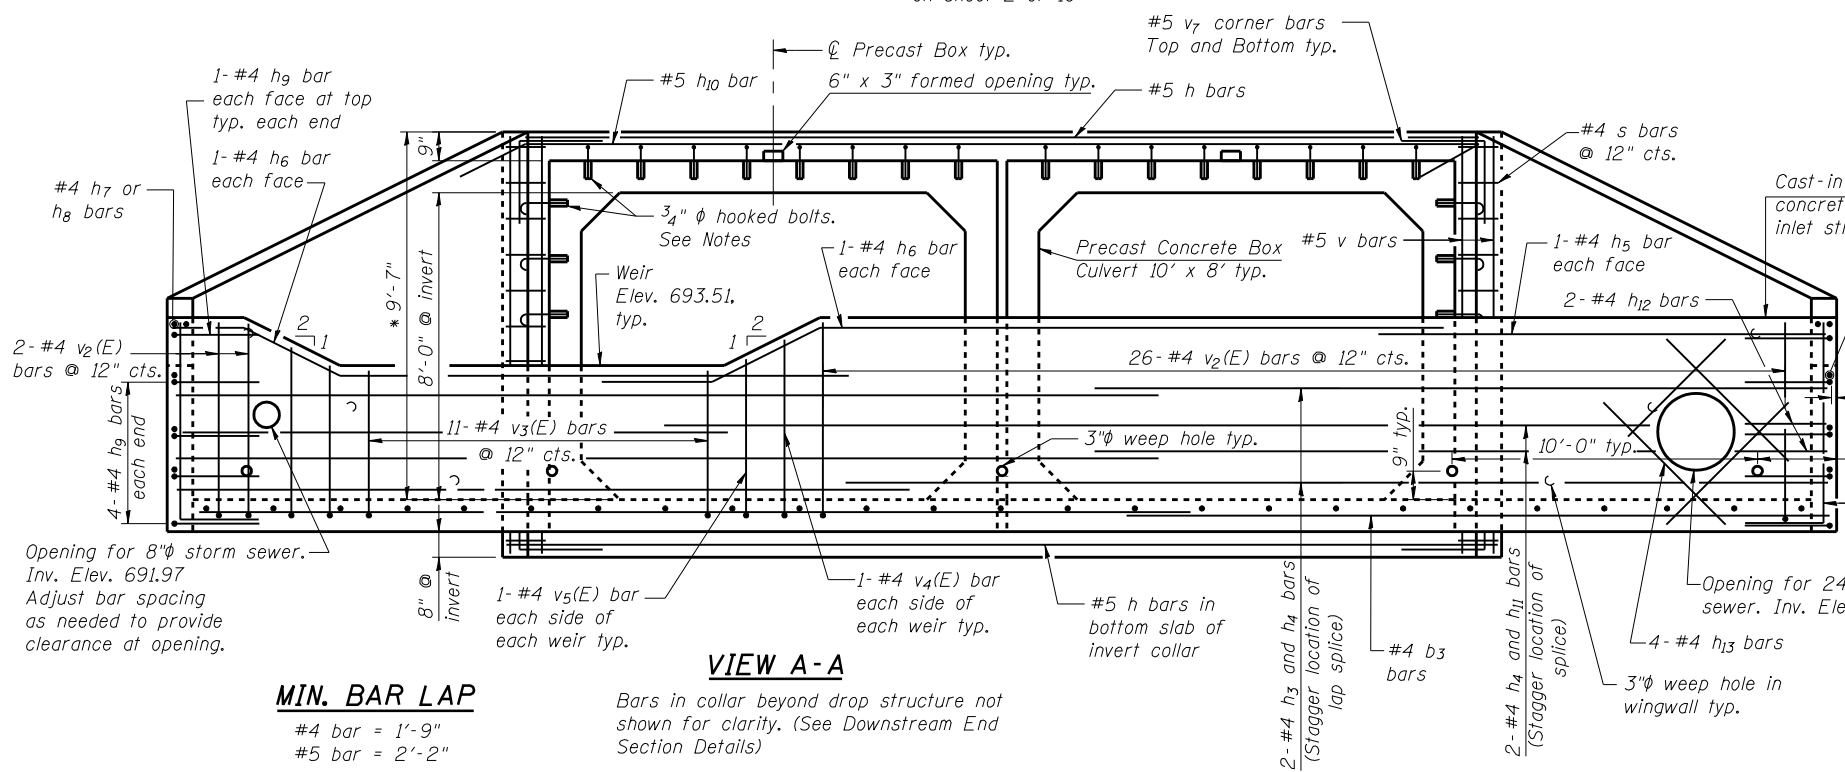 on Sheet 2 of 10
#5 v7 corner bars
Top and Bottom typ.
℄ Precast Box typ.
1-#4 h9 bar
each face at top
typ. each end
#5 h10 bar
6" x 3" formed opening typ.
#5 h bars
#4 s bars
@ 12" cts.
1-#4 h6 bar
each face
9"
#4 h7 or
h8 bars
Cast-in
3/4" ϕ hooked bolts.
See Notes
1-#4 h6 bar
each face
Precast Concrete Box
Culvert 10' x 8' typ.
#5 v bars
1-#4 h5 bar
each face
Weir
Elev. 693.51,
typ.
2-#4 h12 bars
* 9'-7"
8'-0" @ invert
2
1
2
1
2-#4 v2(E)
bars @ 12" cts.
26-#4 v2(E) bars @ 12" cts.
4-#4 h9 bars
each end
11-#4 v3(E) bars
@ 12" cts.
3"ϕ weep hole typ.
9" typ.
10'-0" typ.
Opening for 8"ϕ storm sewer.
Inv. Elev. 691.97
Adjust bar spacing
as needed to provide
clearance at opening.
8" @
invert
1-#4 v5(E) bar
each side of
each weir typ.
1-#4 v4(E) bar
each side of
each weir typ.
#5 h bars in
bottom slab of
invert collar
2-#4 h3 and h4 bars
(Stagger location of
lap splice)
#4 b3
bars
2-#4 h4 and h11 bars
(Stagger location of
splice)
Opening for 24
sewer. Inv.
4-#4 h13 bars
3"ϕ weep hole in
wingwall typ.
VIEW A-A
Bars in collar beyond drop structure not
shown for clarity. (See Downstream End
Section Details)
MIN. BAR LAP
#4 bar = 1'-9"
#5 bar = 2'-2"